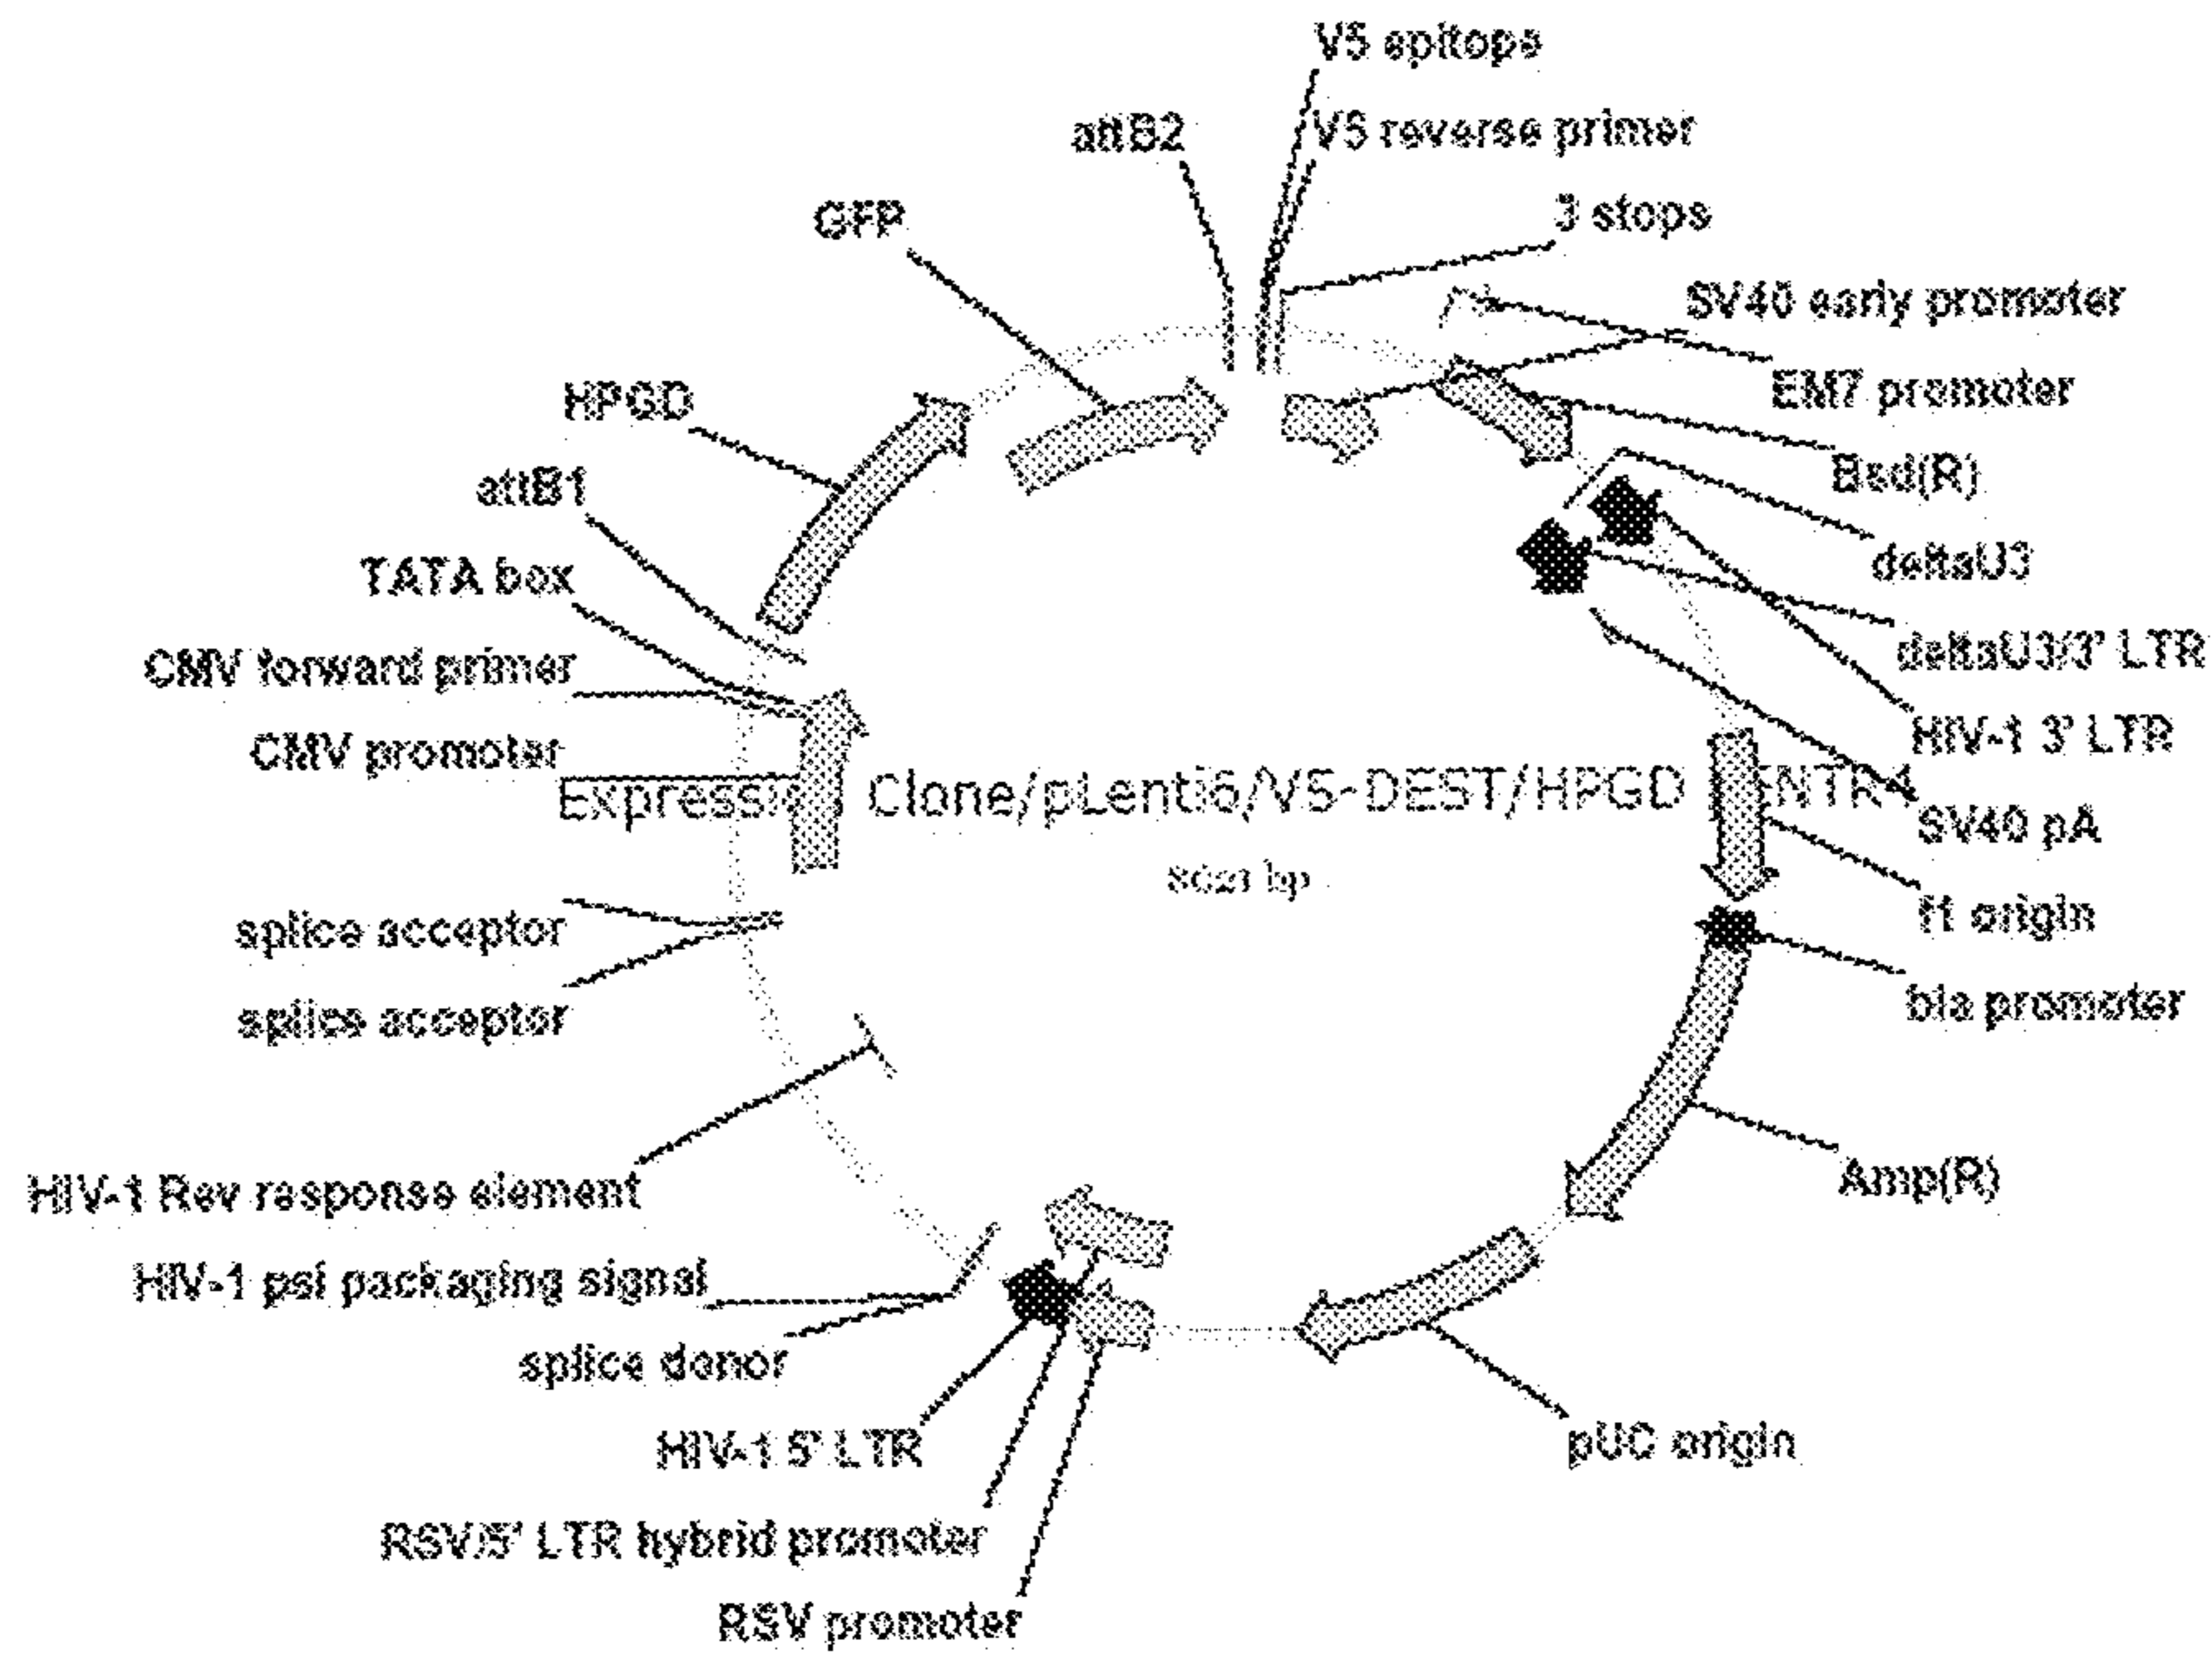 V5 epitope
attB2
V5 reverse primer
GFP
3 stops
SV40 early promoter
HPGD
EM7 promoter
attB1
Bsd(R)
TATA box
deltaU3
CMV forward primer
deltaU3/3' LTR
CMV promoter
HIV-1 3' LTR
Clone/pLenti6/V5-DEST/HPGD
SV40 pA
bp
splice acceptor
f1 origin
splice acceptor
bla promoter
HIV-1 Rev response element
Amp(R)
HIV-1 psi packaging signal
splice donor
HIV-1 5' LTR
pUC origin
RSV/5' LTR hybrid promoter
RSV promoter